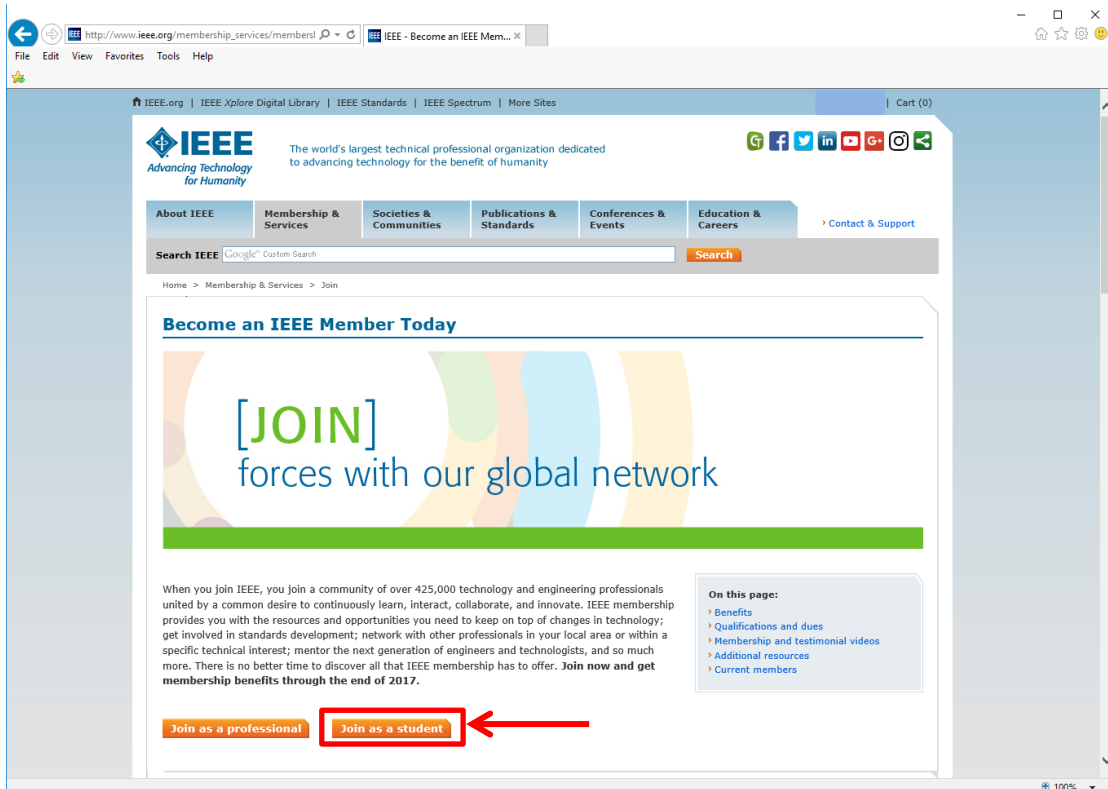 http://www.ieee.org/membership_services/membersl
IEEE - Become an IEEE Mem...
File Edit View Favorites Tools Help
IEEE.org | IEEE Xplore Digital Library | IEEE Standards | IEEE Spectrum | More Sites | Cart (0)
IEEE
Advancing Technology
for Humanity
The world's largest technical professional organization dedicated
to advancing technology for the benefit of humanity
About IEEE
Membership &
Services
Societies &
Communities
Publications &
Standards
Conferences &
Events
Education &
Careers
Contact & Support
Search IEEE Google™ Custom Search Search
Home > Membership & Services > Join
Become an IEEE Member Today
[JOIN]
forces with our global network
When you join IEEE, you join a community of over 425,000 technology and engineering professionals
united by a common desire to continuously learn, interact, collaborate, and innovate. IEEE membership
provides you with the resources and opportunities you need to keep on top of changes in technology;
get involved in standards development; network with other professionals in your local area or within a
specific technical interest; mentor the next generation of engineers and technologists, and so much
more. There is no better time to discover all that IEEE membership has to offer. Join now and get
membership benefits through the end of 2017.
On this page:
Benefits
Qualifications and dues
Membership and testimonial videos
Additional resources
Current members
Join as a professional
Join as a student
100%